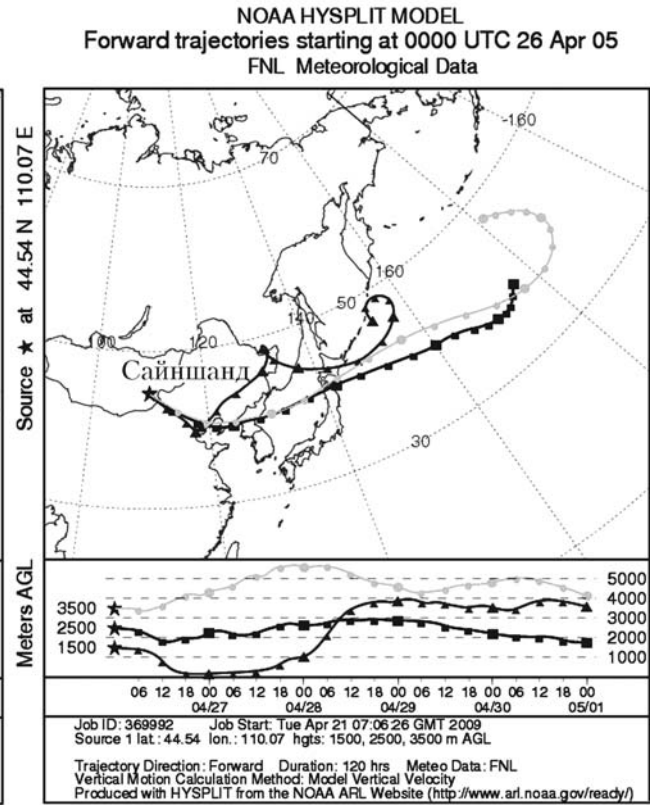 NOAA HYSPLIT MODEL
Forward trajectories starting at 0000 UTC 26 Apr 05
FNL Meteorological Data
Source ★ at 44.54 N 110.07 E
-160
70
160
50
140
120
90
Сайншанд
30
Meters AGL
3500
2500
1500
5000
4000
3000
2000
1000
06 12 18 00 06 12 18 00 06 12 18 00 06 12 18 00 06 12 18 00
04/27 04/28 04/29 04/30 05/01
Job ID: 369992 Job Start: Tue Apr 21 07:06:26 GMT 2009
Source 1 lat.: 44.54 lon.: 110.07 hgts: 1500, 2500, 3500 m AGL
Trajectory Direction: Forward Duration: 120 hrs Meteo Data: FNL
Vertical Motion Calculation Method: Model Vertical Velocity
Produced with HYSPLIT from the NOAA ARL Website (http://www.arl.noaa.gov/ready/)